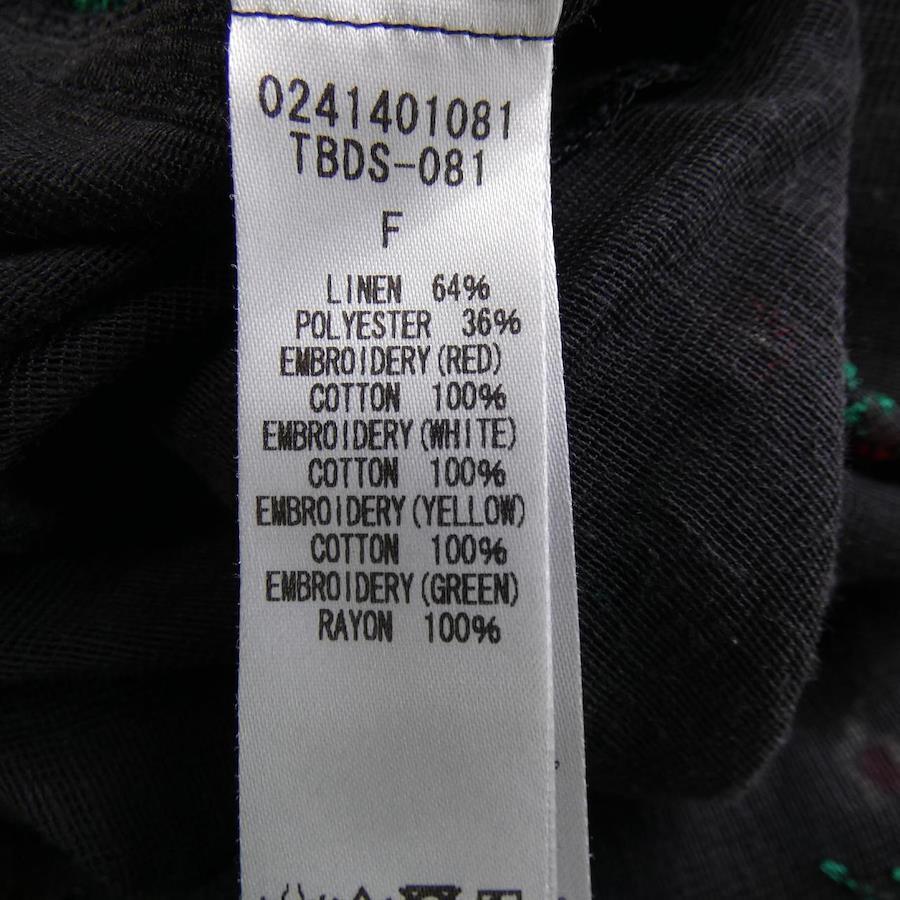 0241401081
TBDS-081
F
LINEN 64%
POLYESTER 36%
EMBROIDERY(RED)
COTTON 100%
EMBROIDERY(WHITE)
COTTON 100%
EMBROIDERY(YELLOW)
COTTON 100%
EMBROIDERY(GREEN)
RAYON 100%